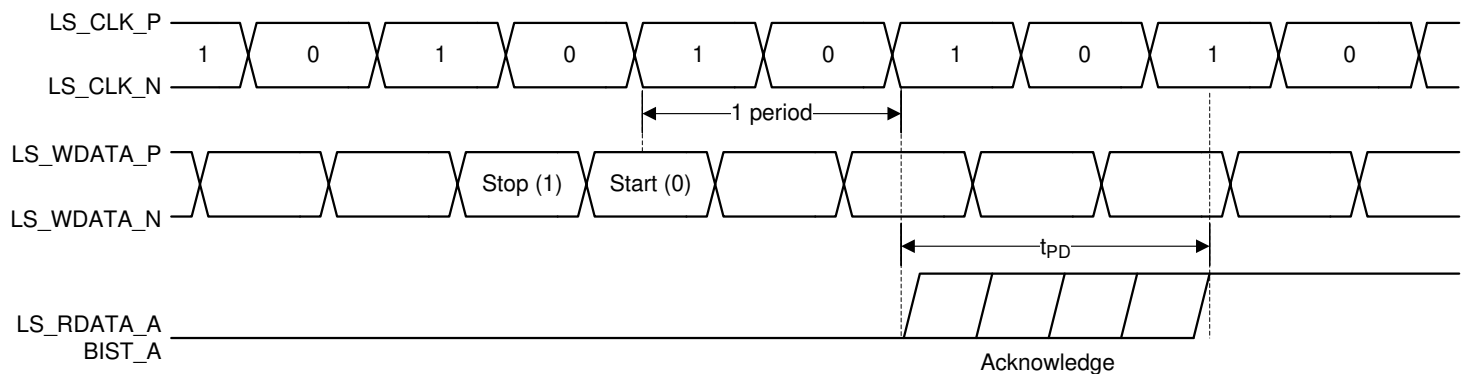 LS_CLK_P
1 0 1 0 1 0 1 0 1 0
LS_CLK_N
1 period
LS_WDATA_P
Stop (1) Start (0)
LS_WDATA_N
tPD
LS_RDATA_A
BIST_A
Acknowledge